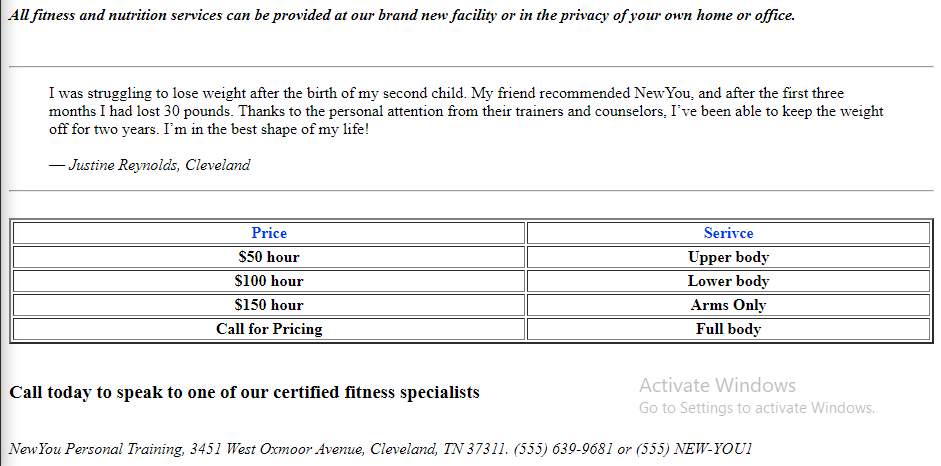 All fitness and nutrition services can be provided at our brand new facility or in the privacy of your own home or office.
I was struggling to lose weight after the birth of my second child. My friend recommended NewYou, and after the first three
months I had lost 30 pounds. Thanks to the personal attention from their trainers and counselors, I’ve been able to keep the weight
off for two years. I’m in the best shape of my life!
— Justine Reynolds, Cleveland
Price Serivce
$50 hour Upper body
$100 hour Lower body
$150 hour Arms Only
Call for Pricing Full body
Call today to speak to one of our certified fitness specialists
Activate Windows
Go to Settings to activate Windows.
NewYou Personal Training, 3451 West Oxmoor Avenue, Cleveland, TN 37311. (555) 639-9681 or (555) NEW-YOU1